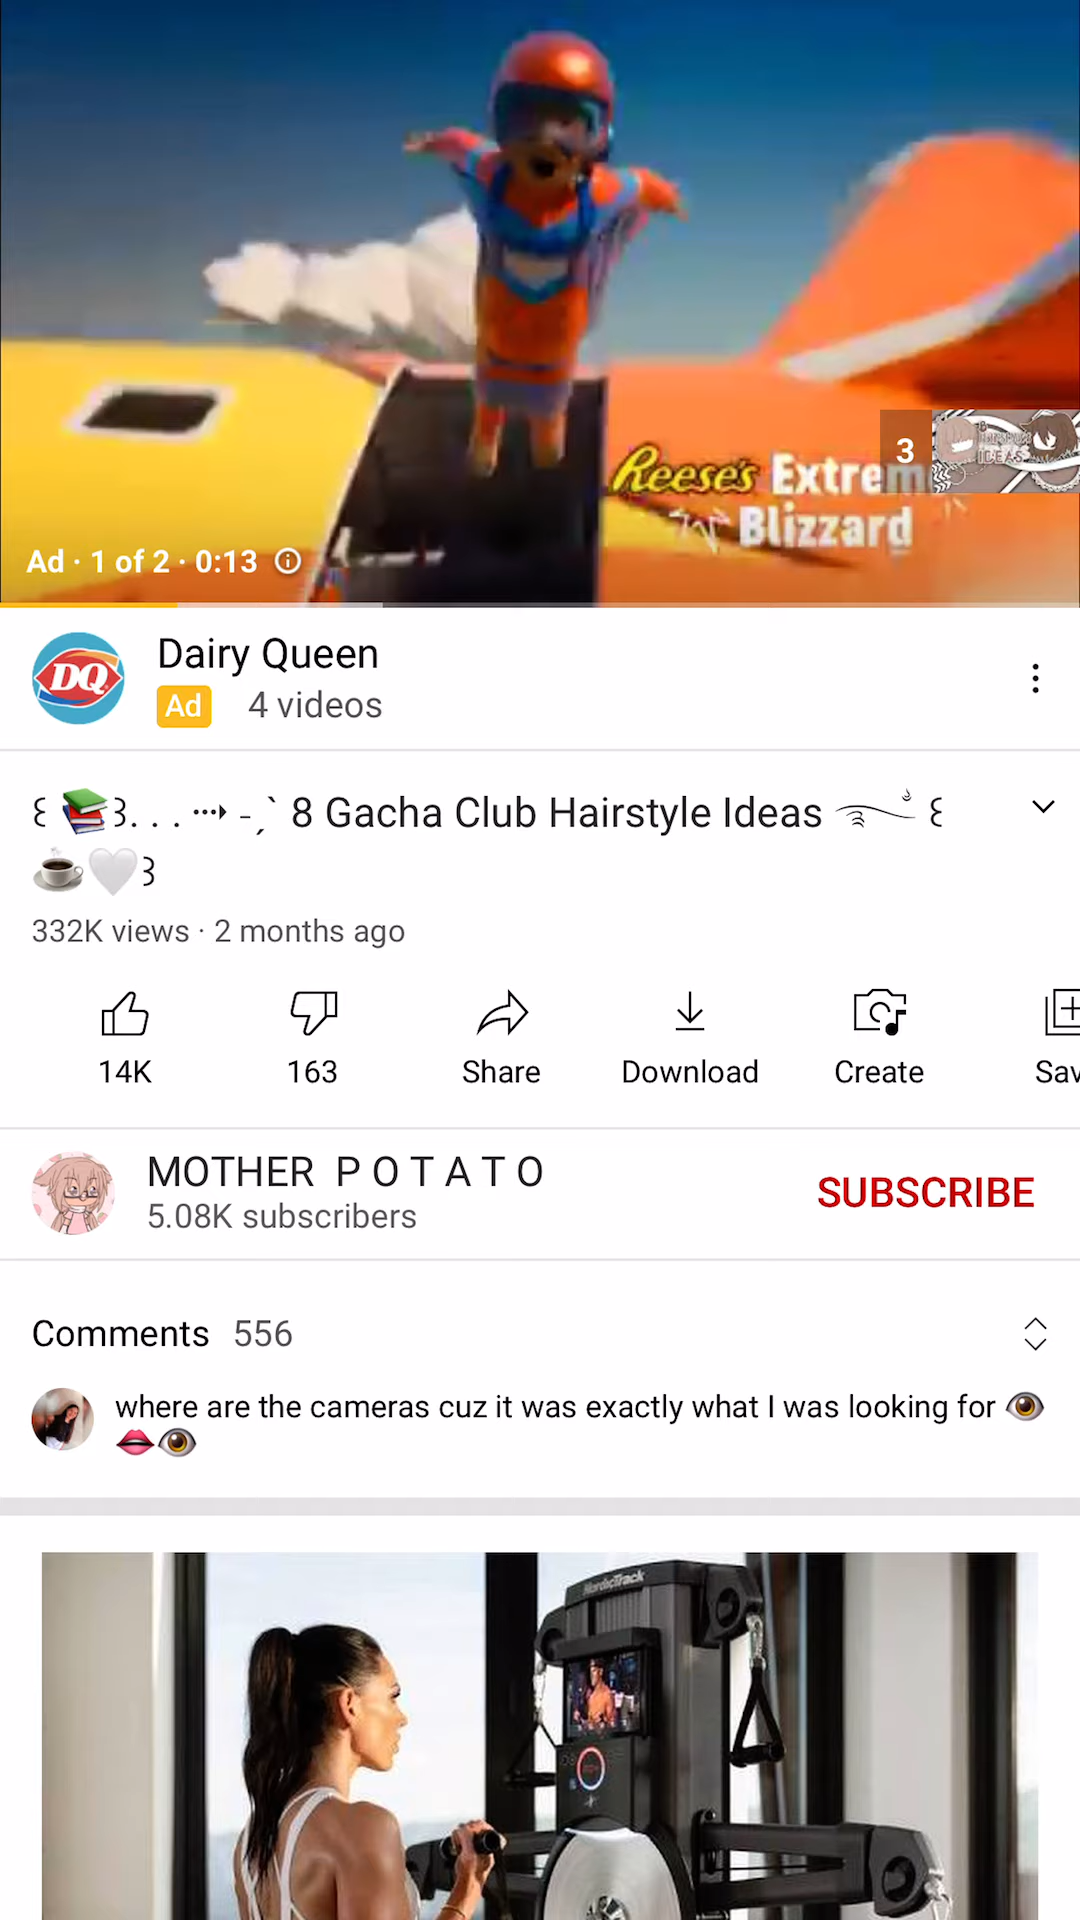 Reese's Extrem
Blizzard
3
IDEAS
Ad · 1 of 2 · 0:13
DQ
Dairy Queen
Ad 4 videos
꒰ 📚꒱. . . ⤑ ˗ˏˋ 8 Gacha Club Hairstyle Ideas ࿐ ꒰
☕🤍꒱
332K views · 2 months ago
14K 163 Share Download Create Sav
MOTHER P O T A T O
5.08K subscribers
SUBSCRIBE
Comments 556
where are the cameras cuz it was exactly what I was looking for 👁
👄👁
NordicTrack